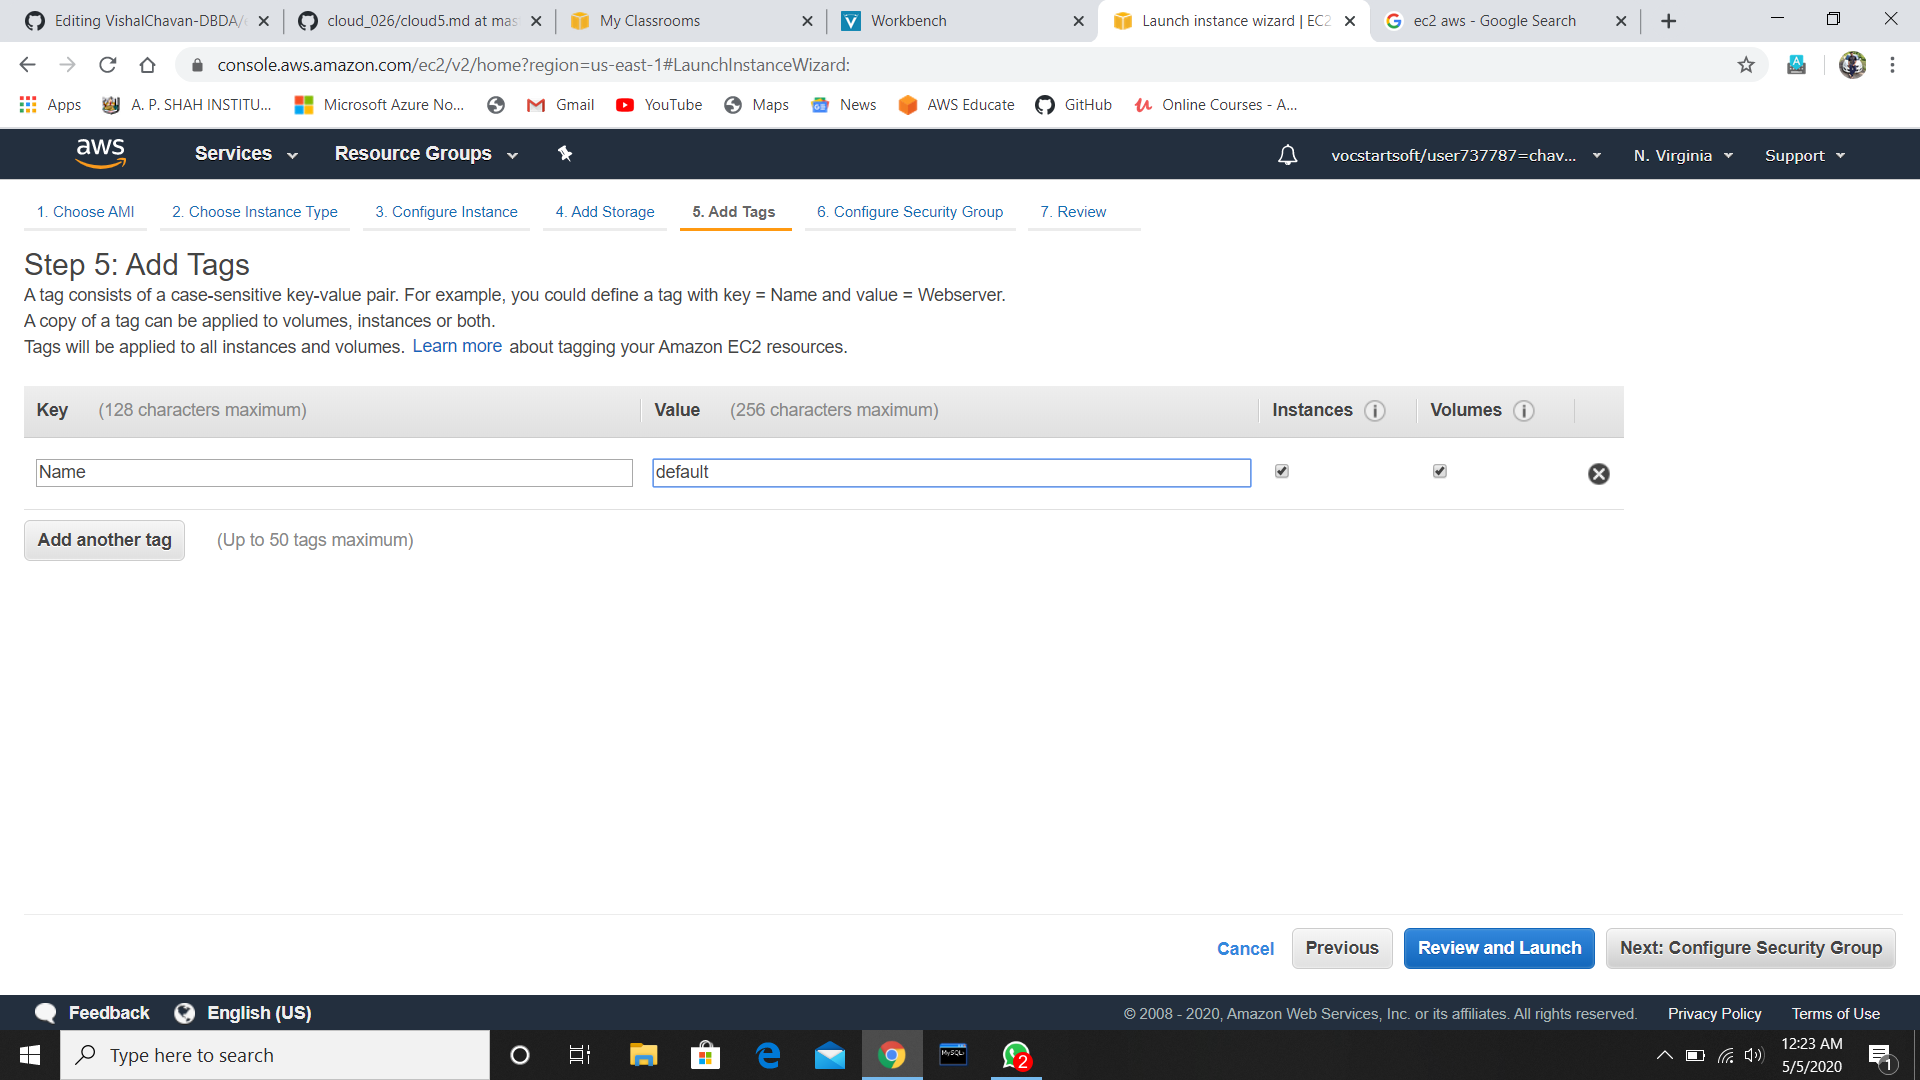 Editing VishalChavan-DBDA/
cloud_026/cloud5.md at mas
My Classrooms
Workbench
Launch instance wizard | EC2
ec2 aws - Google Search
console.aws.amazon.com/ec2/v2/home?region=us-east-1#LaunchInstanceWizard:
Apps
A. P. SHAH INSTITU...
Microsoft Azure No...
Gmail
YouTube
Maps
News
AWS Educate
GitHub
Online Courses - A...
aws
Services
Resource Groups
vocstartsoft/user737787=chav...
N. Virginia
Support
1. Choose AMI
2. Choose Instance Type
3. Configure Instance
4. Add Storage
5. Add Tags
6. Configure Security Group
7. Review
Step 5: Add Tags
A tag consists of a case-sensitive key-value pair. For example, you could define a tag with key = Name and value = Webserver.
A copy of a tag can be applied to volumes, instances or both.
Tags will be applied to all instances and volumes. Learn more about tagging your Amazon EC2 resources.
Key (128 characters maximum)
Value (256 characters maximum)
Instances
Volumes
Name
default
Add another tag
(Up to 50 tags maximum)
Cancel
Previous
Review and Launch
Next: Configure Security Group
Feedback
English (US)
© 2008 - 2020, Amazon Web Services, Inc. or its affiliates. All rights reserved.
Privacy Policy
Terms of Use
Type here to search
2
12:23 AM
5/5/2020
1